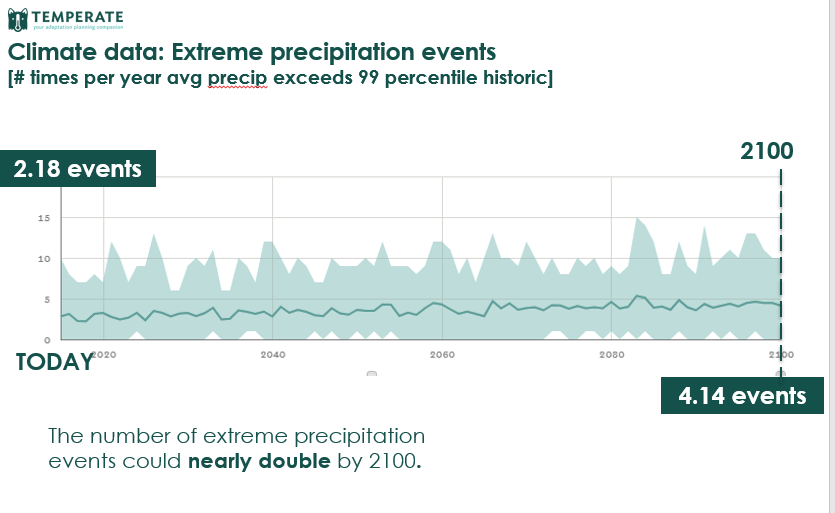 TEMPERATE
your adaptation planning companion
Climate data: Extreme precipitation events
[# times per year avg precip exceeds 99 percentile historic]
2100
2.18 events
15
10
5
0
2020
2040
2060
2080
2100
TODAY
4.14 events
The number of extreme precipitation
events could nearly double by 2100.